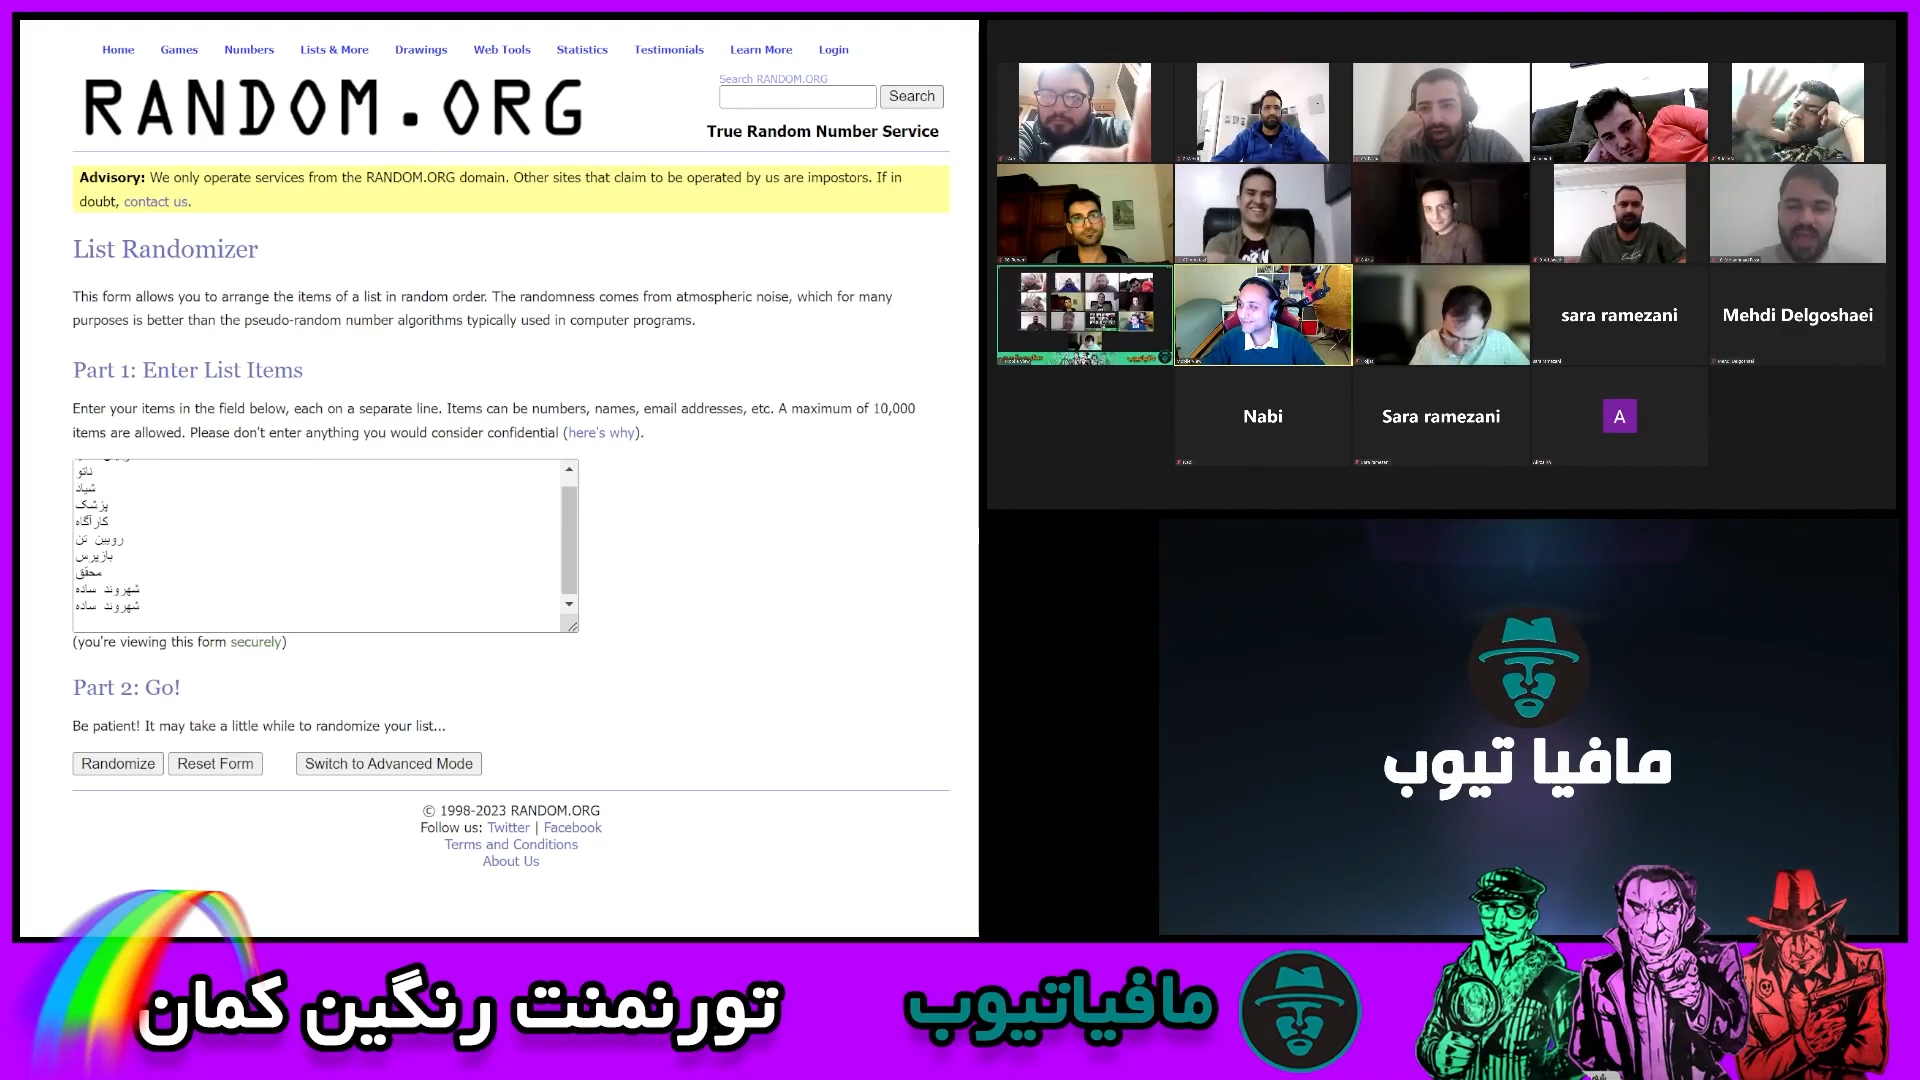 Home Games Numbers Lists & More Drawings Web Tools Statistics Testimonials Learn More Login
RANDOM.ORG
Search RANDOM.ORG
Search
True Random Number Service
Advisory: We only operate services from the RANDOM.ORG domain. Other sites that claim to be operated by us are impostors. If in
doubt, contact us.
List Randomizer
This form allows you to arrange the items of a list in random order. The randomness comes from atmospheric noise, which for many
purposes is better than the pseudo-random number algorithms typically used in computer programs.
Part 1: Enter List Items
Enter your items in the field below, each on a separate line. Items can be numbers, names, email addresses, etc. A maximum of 10,000
items are allowed. Please don't enter anything you would consider confidential (here's why).
ناتو
شیاد
پزشک
کارآگاه
رویین تن
بازپرس
محقق
شهروند ساده
شهروند ساده
(you're viewing this form securely)
Part 2: Go!
Be patient! It may take a little while to randomize your list...
Randomize Reset Form Switch to Advanced Mode
© 1998-2023 RANDOM.ORG
Follow us: Twitter | Facebook
Terms and Conditions
About Us
sara ramezani
Mehdi Delgoshaei
sara ramezani
Mehdi Delgoshaei
Nabi
Sara ramezani
A
Nabi
Sara ramezani
مافیا تیوب
تورنمنت رنگین کمان
مافیاتیوب